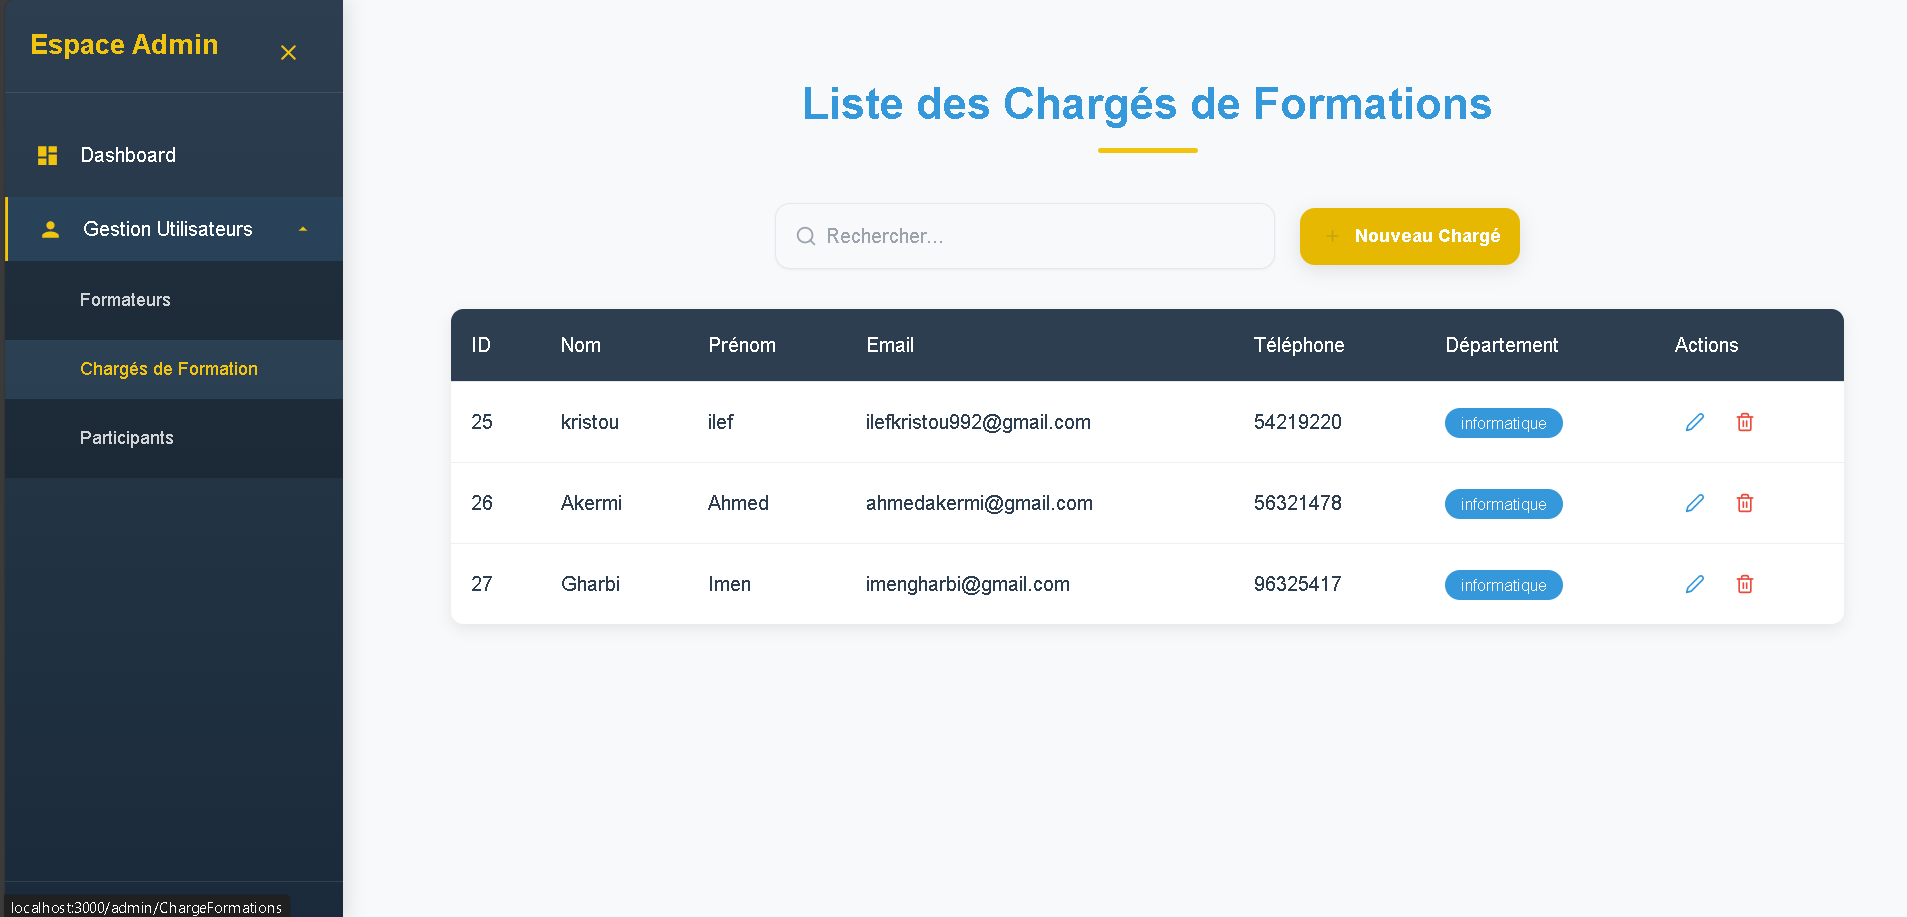 Espace Admin
Dashboard
Gestion Utilisateurs
Formateurs
Chargés de Formation
Participants
localhost:3000/admin/ChargeFormations
Liste des Chargés de Formations
Rechercher...
+ Nouveau Chargé
ID Nom Prénom Email Téléphone Département Actions
25 kristou ilef ilefkristou992@gmail.com 54219220 informatique
26 Akermi Ahmed ahmedakermi@gmail.com 56321478 informatique
27 Gharbi Imen imengharbi@gmail.com 96325417 informatique